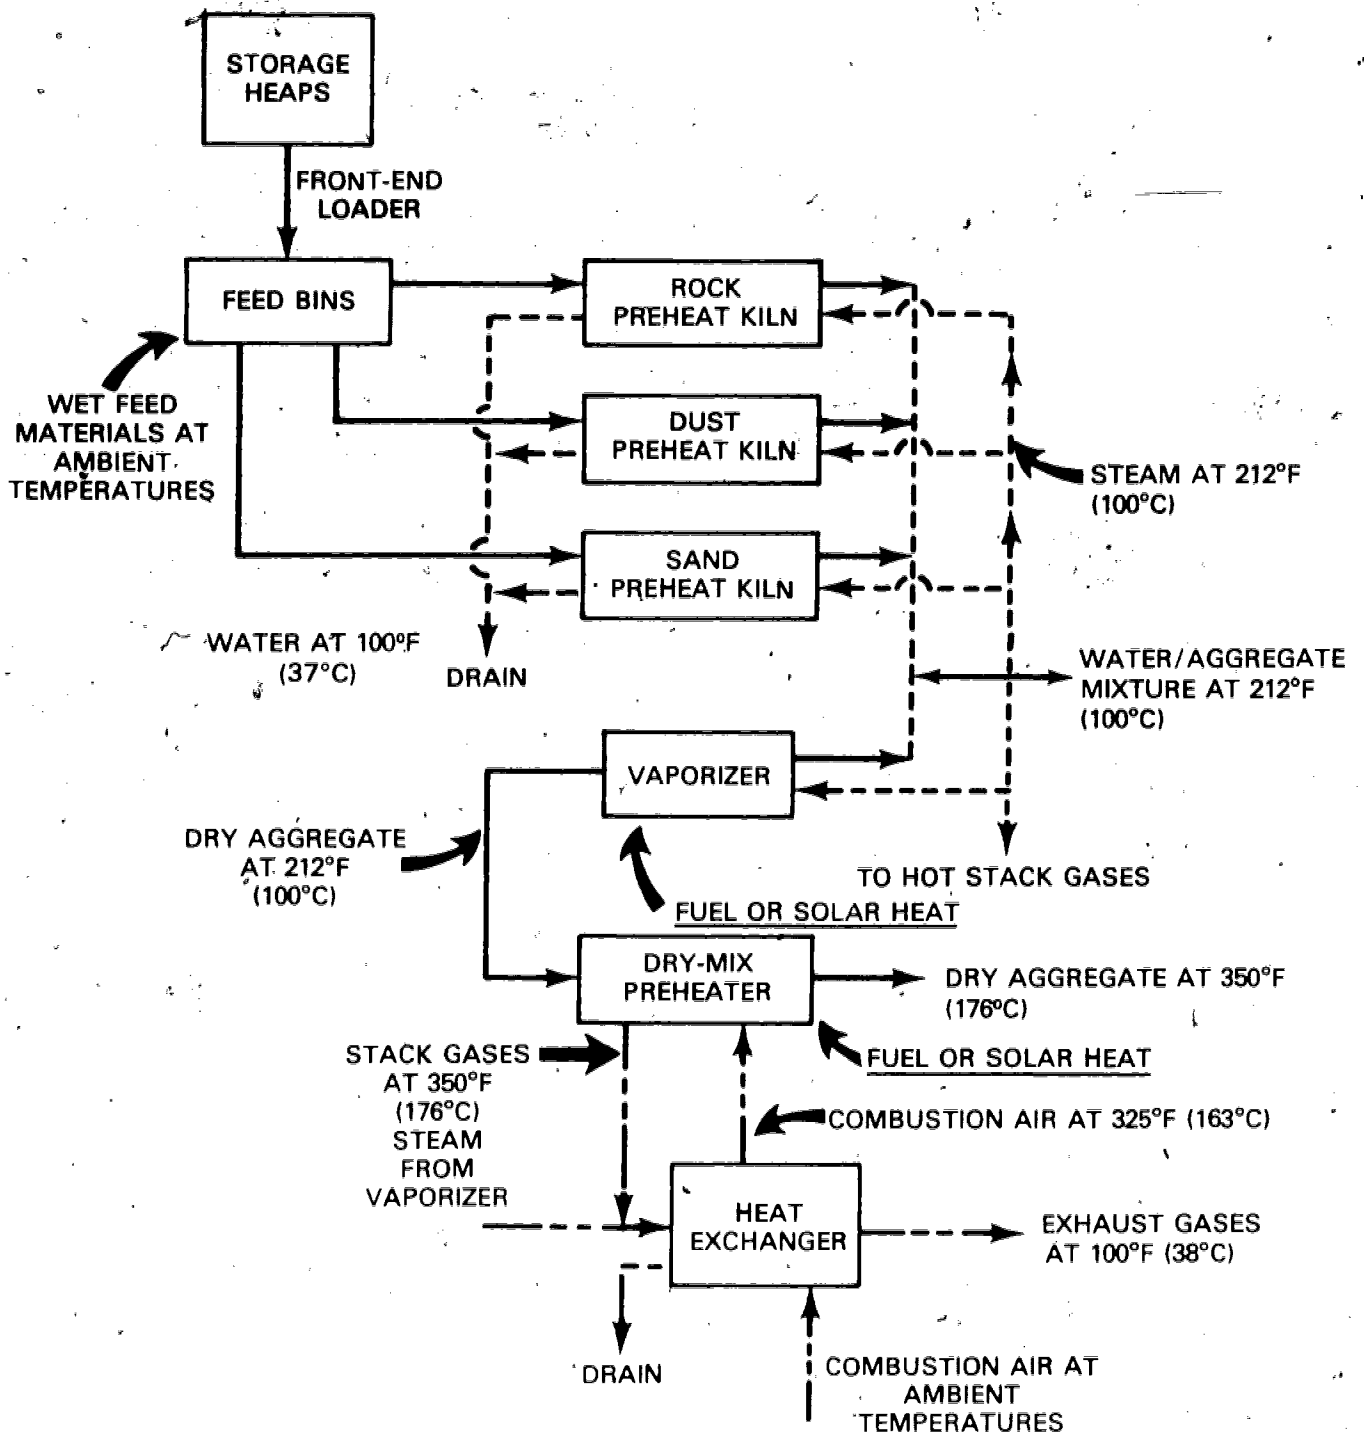 STORAGE
HEAPS
FRONT-END
LOADER
FEED BINS
ROCK
PREHEAT KILN
WET FEED
MATERIALS AT
AMBIENT
TEMPERATURES
DUST
PREHEAT KILN
STEAM AT 212°F
(100°C)
SAND
PREHEAT KILN
WATER AT 100°F
(37°C)
DRAIN
WATER/AGGREGATE
MIXTURE AT 212°F
(100°C)
VAPORIZER
DRY AGGREGATE
AT 212°F
(100°C)
TO HOT STACK GASES
FUEL OR SOLAR HEAT
DRY-MIX
PREHEATER
DRY AGGREGATE AT 350°F
(176°C)
STACK GASES
AT 350°F
(176°C)
STEAM
FROM
VAPORIZER
FUEL OR SOLAR HEAT
COMBUSTION AIR AT 325°F (163°C)
HEAT
EXCHANGER
EXHAUST GASES
AT 100°F (38°C)
DRAIN
COMBUSTION AIR AT
AMBIENT
TEMPERATURES